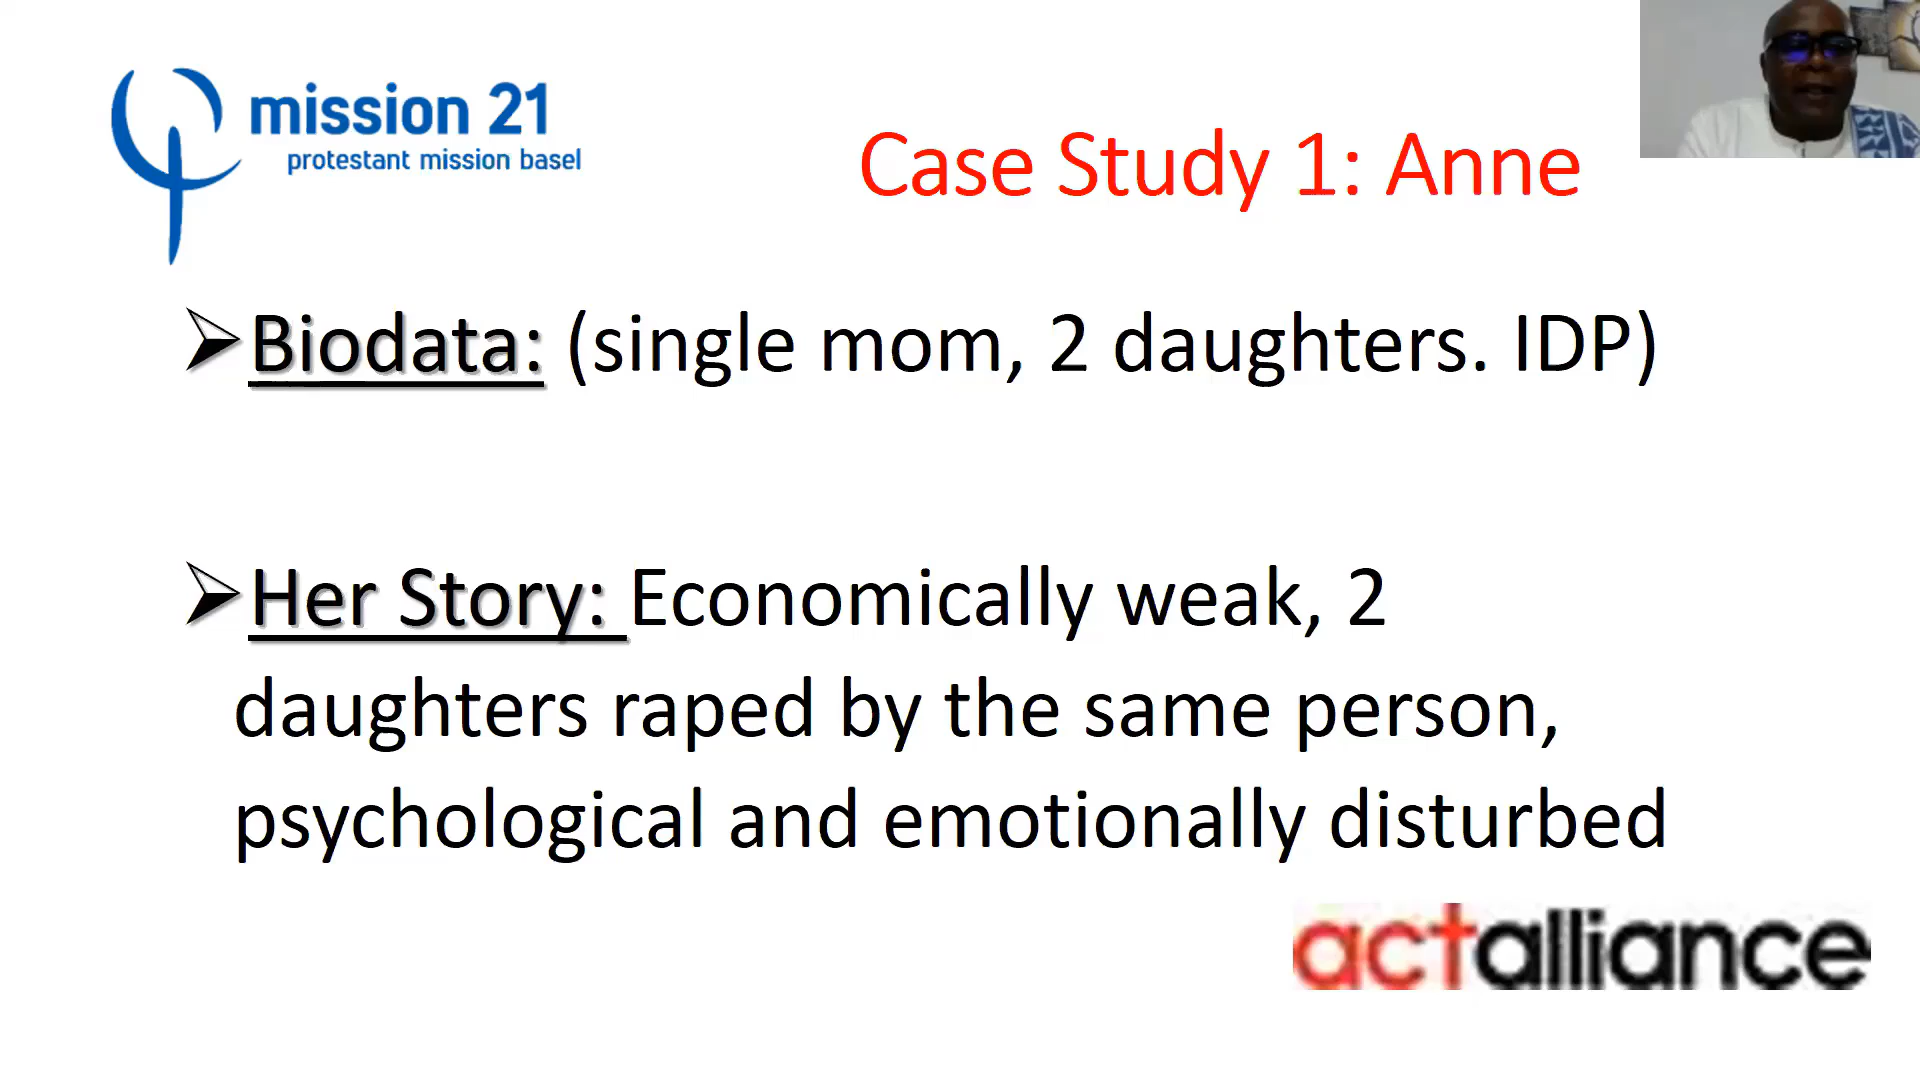 mission 21
protestant mission basel
Case Study 1: Anne
Biodata: (single mom, 2 daughters. IDP)
Her Story: Economically weak, 2
daughters raped by the same person,
psychological and emotionally disturbed
actalliance